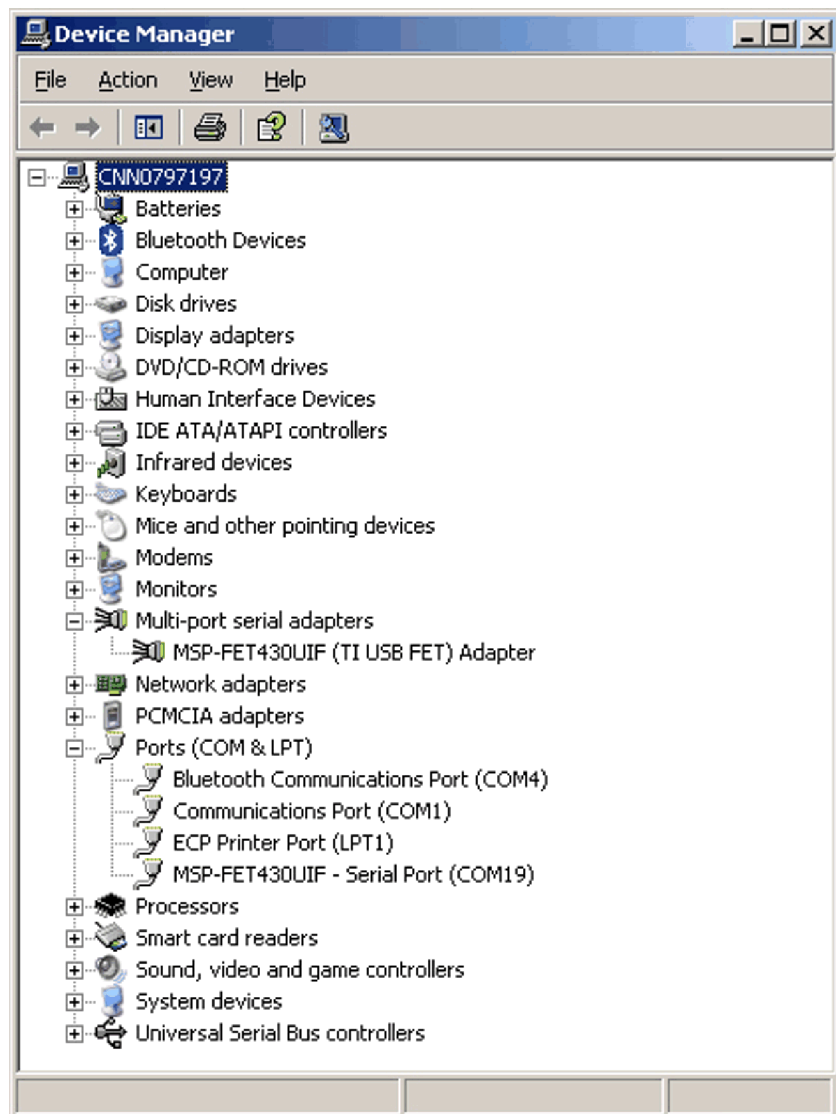 Device Manager
File Action View Help
CNN0797197
Batteries
Bluetooth Devices
Computer
Disk drives
Display adapters
DVD/CD-ROM drives
Human Interface Devices
IDE ATA/ATAPI controllers
Infrared devices
Keyboards
Mice and other pointing devices
Modems
Monitors
Multi-port serial adapters
MSP-FET430UIF (TI USB FET) Adapter
Network adapters
PCMCIA adapters
Ports (COM & LPT)
Bluetooth Communications Port (COM4)
Communications Port (COM1)
ECP Printer Port (LPT1)
MSP-FET430UIF - Serial Port (COM19)
Processors
Smart card readers
Sound, video and game controllers
System devices
Universal Serial Bus controllers